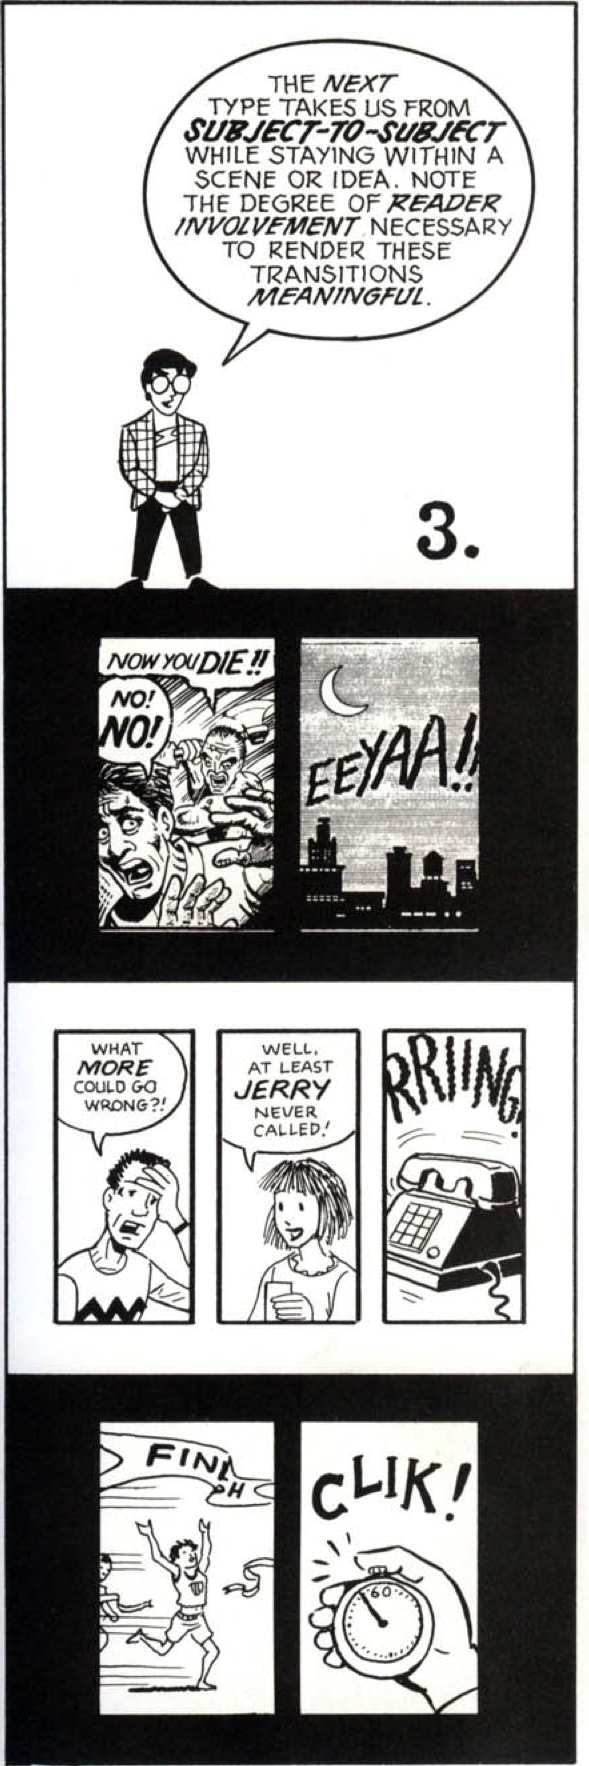 THE NEXT
TYPE TAKES US FROM
SUBJECT-TO-SUBJECT
WHILE STAYING WITHIN A
SCENE OR IDEA. NOTE
THE DEGREE OF READER
INVOLVEMENT NECESSARY
TO RENDER THESE
TRANSITIONS
MEANINGFUL.
3.
NOW YOU DIE!!
NO!
NO!
EEYAA!!
WHAT
MORE
COULD GO
WRONG?!
WELL,
AT LEAST
JERRY
NEVER
CALLED!
RRIING!
FINISH
CLIK!
60